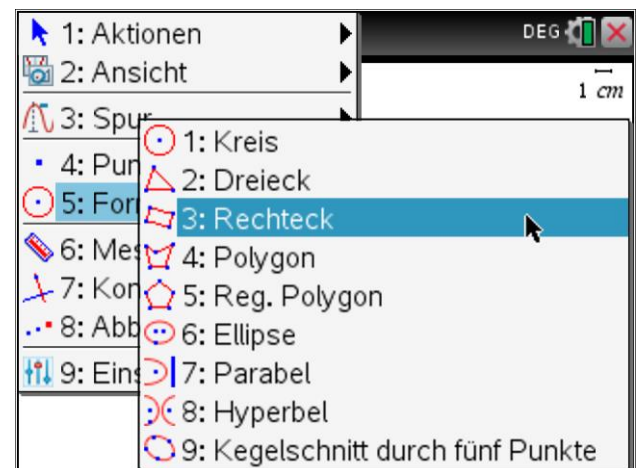 1: Aktionen
2: Ansicht
3: Spur
4: Pun
5: For
6: Mes
7: Kon
8: Abb
9: Eins
DEG
1 cm
1: Kreis
2: Dreieck
3: Rechteck
4: Polygon
5: Reg. Polygon
6: Ellipse
7: Parabel
8: Hyperbel
9: Kegelschnitt durch fünf Punkte